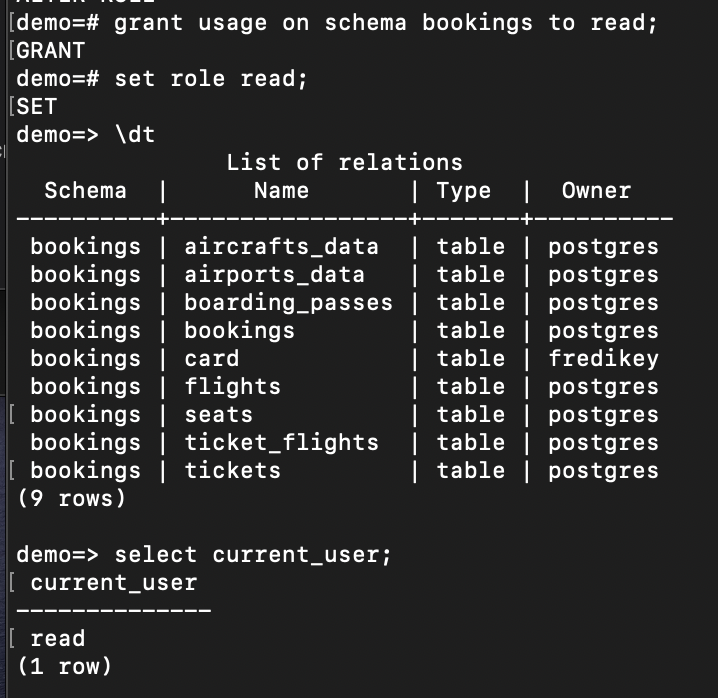 [demo=# grant usage on schema bookings to read;
[GRANT
demo=# set role read;
[SET
demo=> \dt
List of relations
Schema | Name | Type | Owner
----------+-----------------+-------+----------
bookings | aircrafts_data | table | postgres
bookings | airports_data | table | postgres
bookings | boarding_passes | table | postgres
bookings | bookings | table | postgres
bookings | card | table | fredikey
bookings | flights | table | postgres
[ bookings | seats | table | postgres
bookings | ticket_flights | table | postgres
[ bookings | tickets | table | postgres
(9 rows)
demo=> select current_user;
[ current_user
--------------
[ read
(1 row)